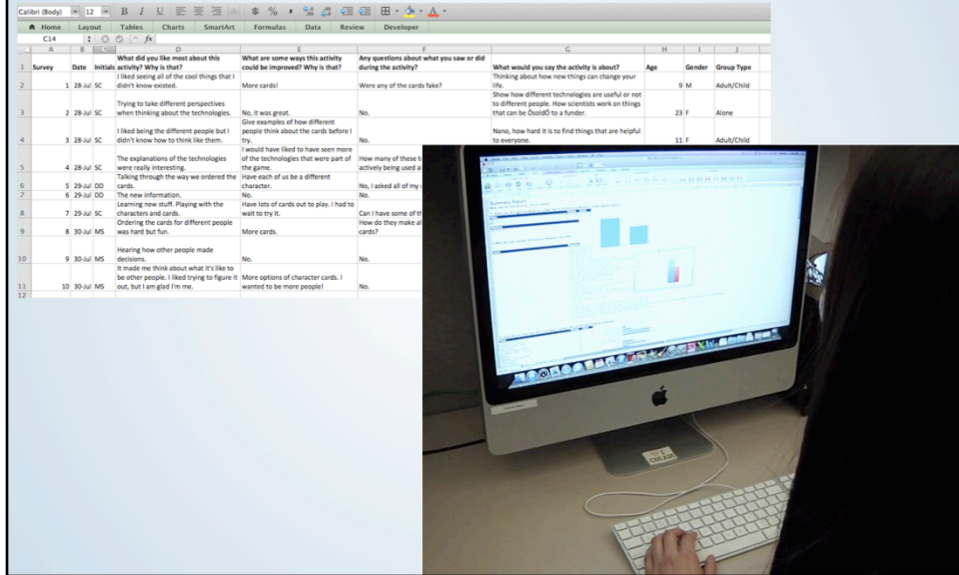 Calibri (Body) 12 B I U $ % A
Home Layout Tables Charts SmartArt Formulas Data Review Developer
C14 fx
A B C D E F G H I J
1 Survey Date Initials What did you like most about this activity? Why is that? What are some ways this activity could be improved? Why is that? Any questions about what you saw or did during the activity? What would you say the activity is about? Age Gender Group Type
2 1 28-Jul SC I liked seeing all of the cool things that I didn't know existed. More cards! Were any of the cards fake? Thinking about how new things can change your life. 9 M Adult/Child
3 2 28-Jul SC Trying to take different perspectives when thinking about the technologies. No, it was great. No. Show how different technologies are useful or not to different people. How scientists work on things that can be ÒsoldÓ to a funder. 23 F Alone
4 3 28-Jul SC I liked being the different people but I didn't know how to think like them. Give examples of how different people think about the cards before I try. No. Nano, how hard it is to find things that are helpful to everyone. 11 F Adult/Child
5 4 28-Jul SC The explanations of the technologies were really interesting. I would have liked to have seen more of the technologies that were part of the game. How many of these t actively being used a
6 5 29-Jul DD Talking through the way we ordered the cards. Have each of us be a different character. No, I asked all of my
7 6 29-Jul DD The new information. No. No.
8 7 29-Jul SC Learning new stuff. Playing with the characters and cards. Have lots of cards out to play. I had to wait to try it. Can I have some of th
9 8 30-Jul MS Ordering the cards for different people was hard but fun. More cards. How do they make al cards?
10 9 30-Jul MS Hearing how other people made decisions. No. No.
11 10 30-Jul MS It made me think about what it's like to be other people. I liked trying to figure it out, but I am glad I'm me. More options of character cards. I wanted to be more people! No.
12
Summary Report